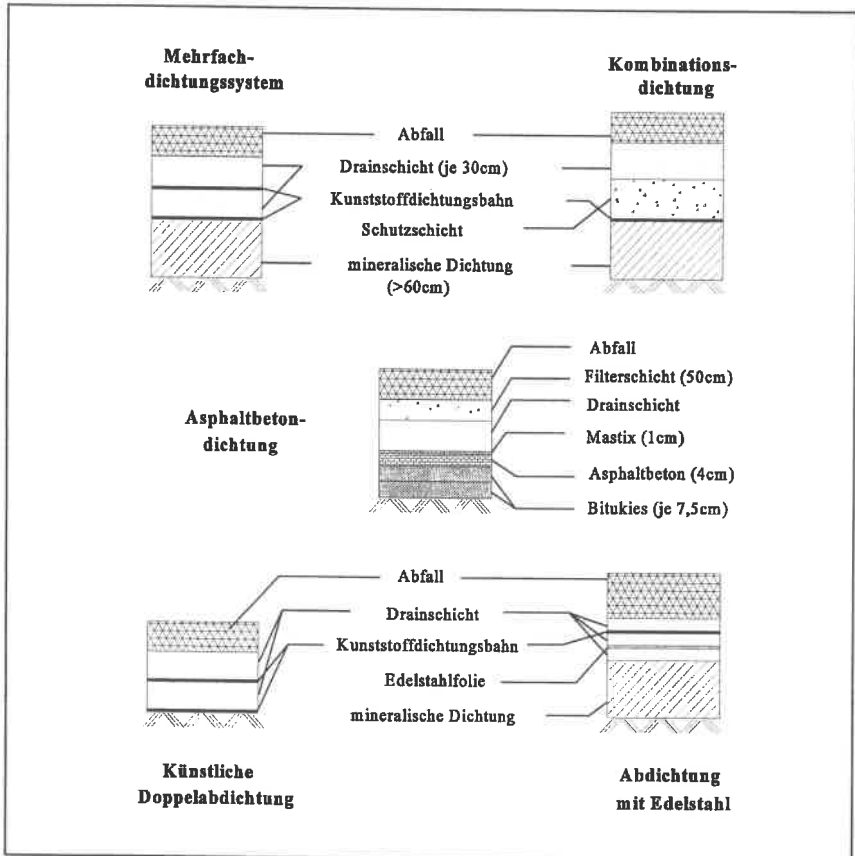 Mehrfach-
dichtungssystem
Kombinations-
dichtung
Abfall
Drainschicht (je 30cm)
Kunststoffdichtungsbahn
Schutzschicht
mineralische Dichtung
(>60cm)
Asphaltbeton-
dichtung
Abfall
Filterschicht (50cm)
Drainschicht
Mastix (1cm)
Asphaltbeton (4cm)
Bitukies (je 7,5cm)
Abfall
Drainschicht
Kunststoffdichtungsbahn
Edelstahlfolie
mineralische Dichtung
Künstliche
Doppelabdichtung
Abdichtung
mit Edelstahl